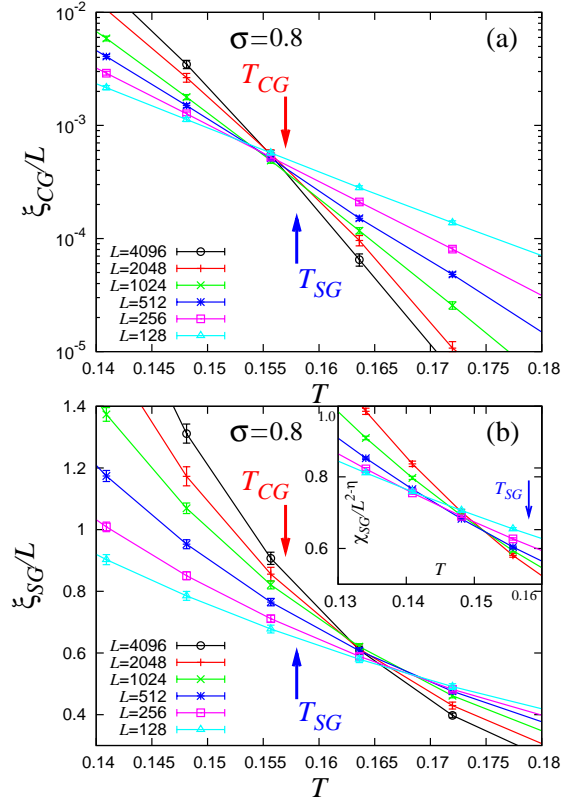 10⁻²
σ=0.8
(a)
T_CG
10⁻³
ξ_CG/L
10⁻⁴
T_SG
L=4096
L=2048
L=1024
L=512
L=256
L=128
10⁻⁵
0.14 0.145 0.15 0.155 0.16 0.165 0.17 0.175 0.18
T
1.4
σ=0.8
(b)
1.2
T_CG
1
ξ_SG/L
0.8
0.6
0.4
T_SG
L=4096
L=2048
L=1024
L=512
L=256
L=128
0.14 0.145 0.15 0.155 0.16 0.165 0.17 0.175 0.18
T
1.0
0.8
0.6
χ_SG/L²⁻η
T_SG
T
0.13 0.14 0.15 0.16